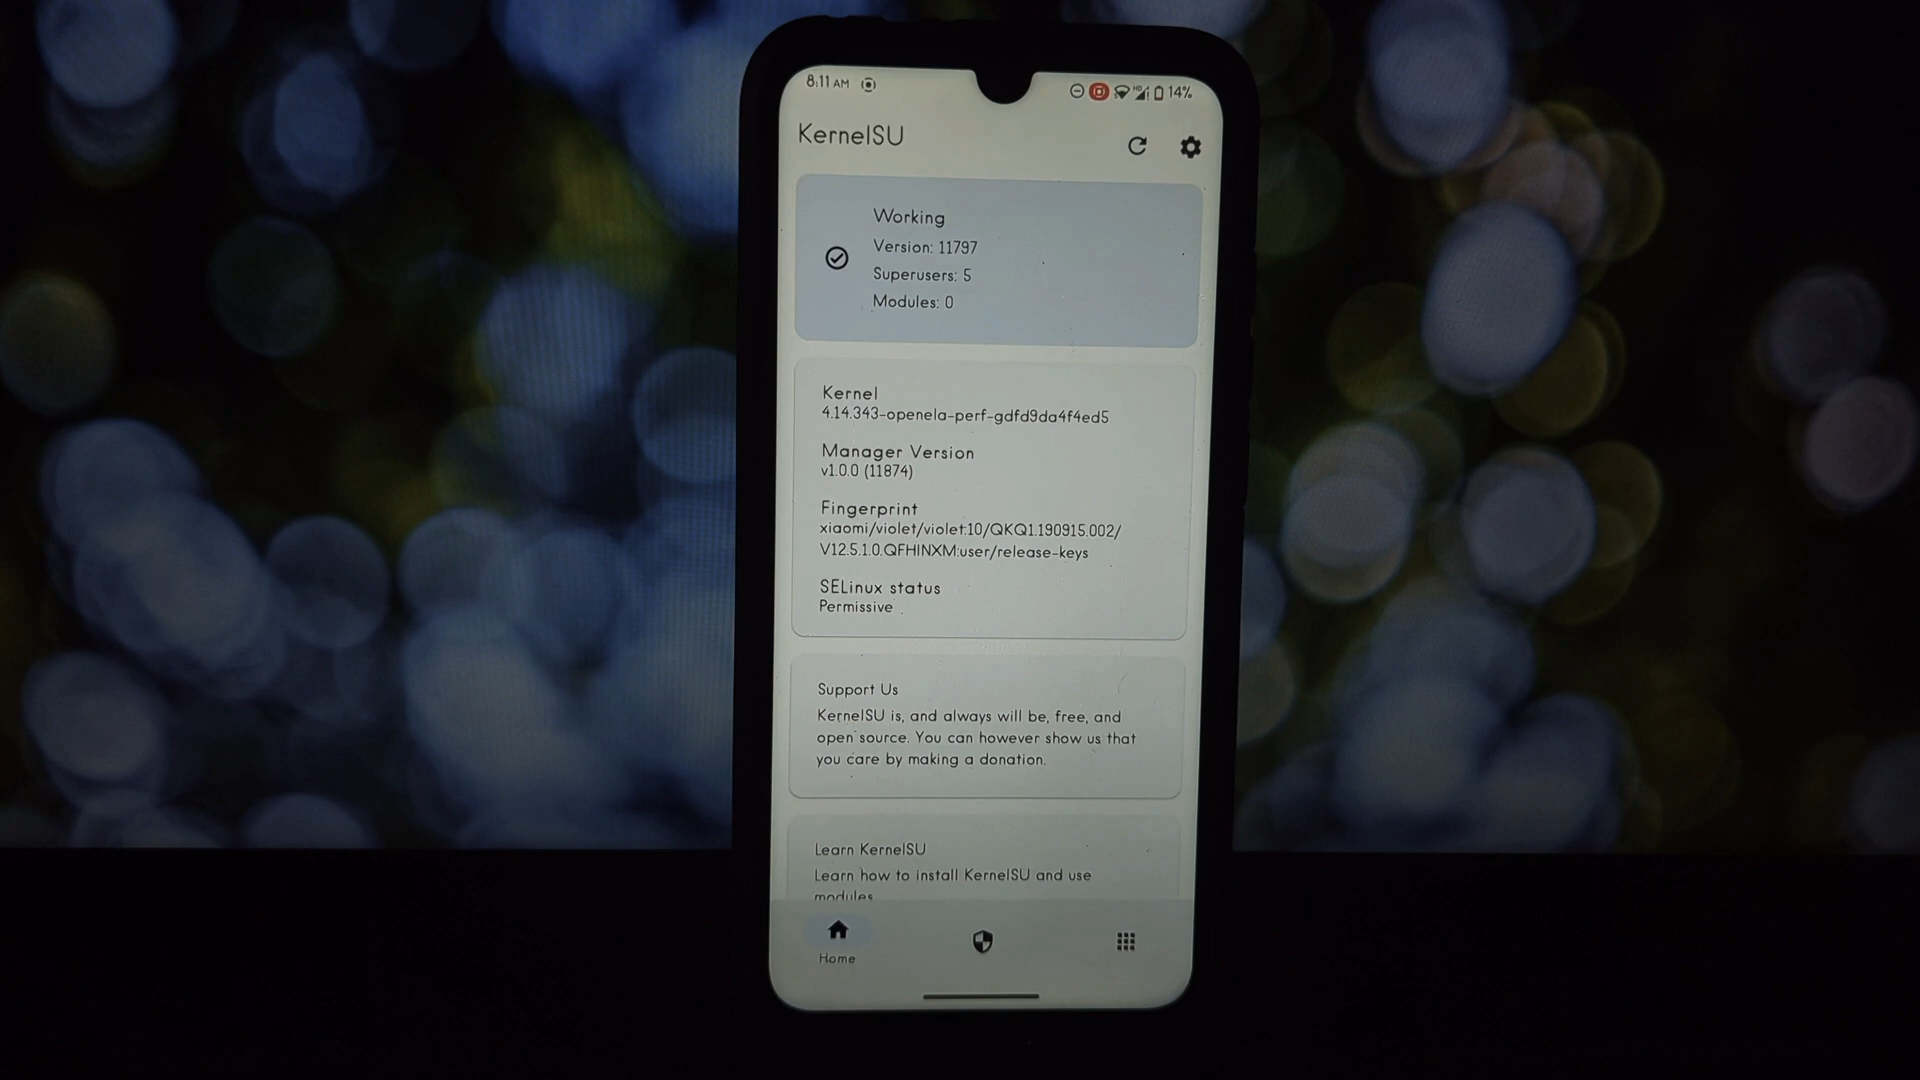 8:11 AM
14%
KernelSU
Working
Version: 11797
Superusers: 5
Modules: 0
Kernel
4.14.343-openela-perf-gdfd9da4f4ed5
Manager Version
v1.0.0 (11874)
Fingerprint
xiaomi/violet/violet:10/QKQ1.190915.002/
V12.5.1.0.QFHINXM:user/release-keys
SELinux status
Permissive
Support Us
KernelSU is, and always will be, free, and
open source. You can however show us that
you care by making a donation.
Learn KernelSU
Learn how to install KernelSU and use
modules
Home